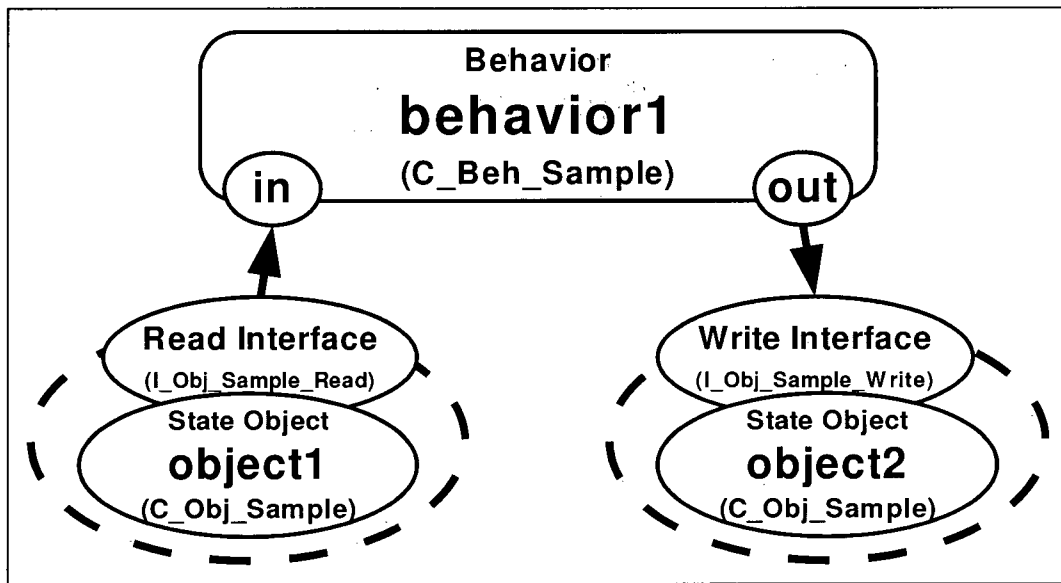 Behavior
behavior1
(C_Beh_Sample)
in
out
Read Interface
(I_Obj_Sample_Read)
State Object
object1
(C_Obj_Sample)
Write Interface
(I_Obj_Sample_Write)
State Object
object2
(C_Obj_Sample)